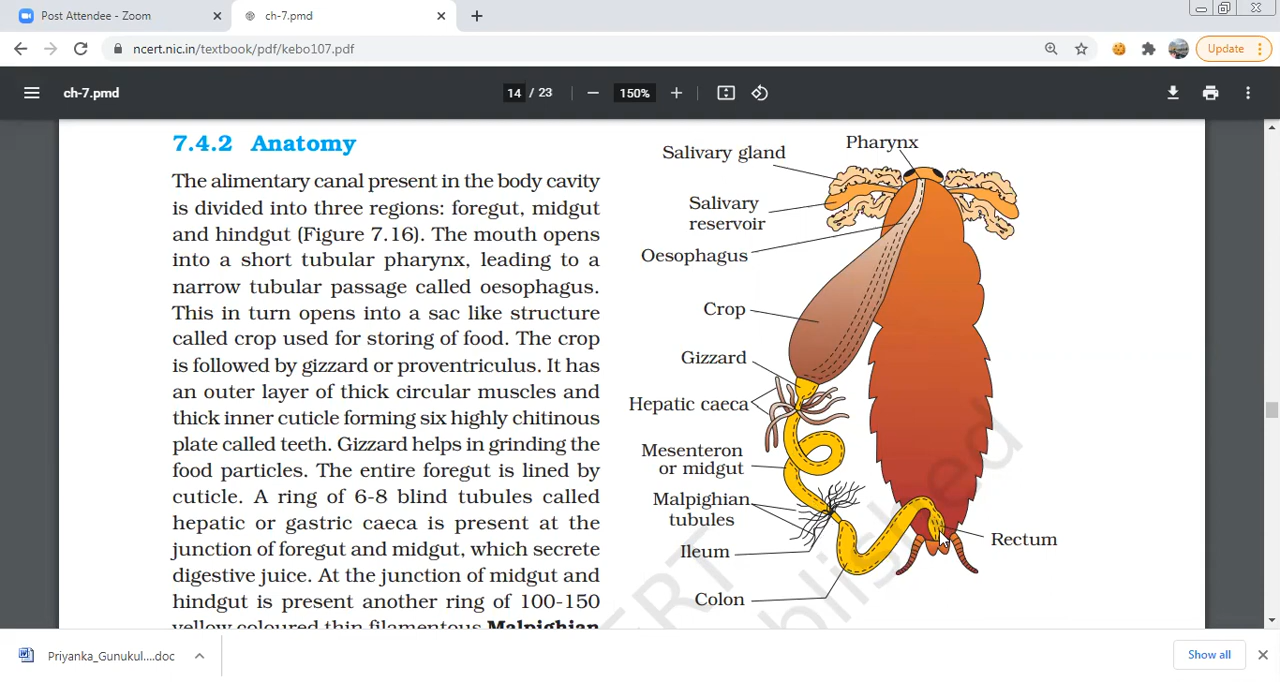 Post Attendee - Zoom
ch-7.pmd
ncert.nic.in/textbook/pdf/kebo107.pdf
Update
ch-7.pmd
14 / 23
150%
7.4.2 Anatomy
The alimentary canal present in the body cavity
is divided into three regions: foregut, midgut
and hindgut (Figure 7.16). The mouth opens
into a short tubular pharynx, leading to a
narrow tubular passage called oesophagus.
This in turn opens into a sac like structure
called crop used for storing of food. The crop
is followed by gizzard or proventriculus. It has
an outer layer of thick circular muscles and
thick inner cuticle forming six highly chitinous
plate called teeth. Gizzard helps in grinding the
food particles. The entire foregut is lined by
cuticle. A ring of 6-8 blind tubules called
hepatic or gastric caeca is present at the
junction of foregut and midgut, which secrete
digestive juice. At the junction of midgut and
hindgut is present another ring of 100-150
yellow coloured thin filamentous Malpighian
Pharynx
Salivary gland
Salivary
reservoir
Oesophagus
Crop
Gizzard
Hepatic caeca
Mesenteron
or midgut
Malpighian
tubules
Ileum
Colon
Rectum
Priyanka_Gunukul....doc
Show all